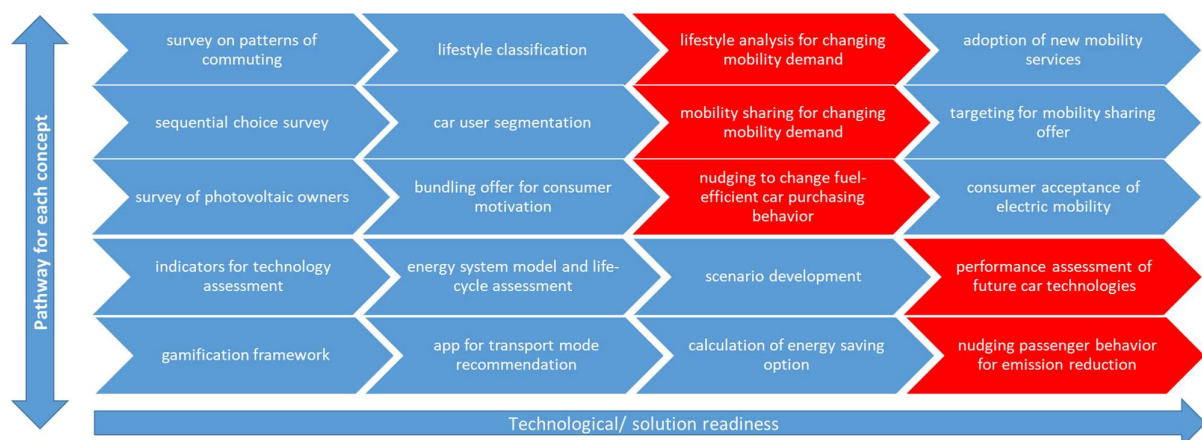 Pathway for each concept
survey on patterns of
commuting
lifestyle classification
lifestyle analysis for changing
mobility demand
adoption of new mobility
services
sequential choice survey
car user segmentation
mobility sharing for changing
mobility demand
targeting for mobility sharing
offer
survey of photovoltaic owners
bundling offer for consumer
motivation
nudging to change fuel-
efficient car purchasing
behavior
consumer acceptance of
electric mobility
indicators for technology
assessment
energy system model and life-
cycle assessment
scenario development
performance assessment of
future car technologies
gamification framework
app for transport mode
recommendation
calculation of energy saving
option
nudging passenger behavior
for emission reduction
Technological/ solution readiness